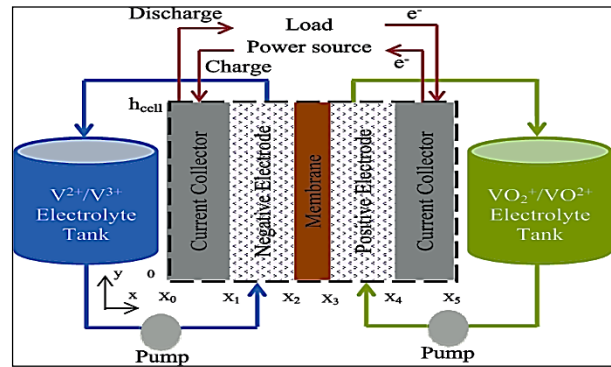 Discharge
Load
e-
Power source
Charge
e-
hcell
Current Collector
Negative Electrode
Membrane
Positive Electrode
Current Collector
V²⁺/V³⁺
Electrolyte
Tank
VO₂⁺/VO²⁺
Electrolyte
Tank
y
0
x
x₀
x₁
x₂
x₃
x₄
x₅
Pump
Pump